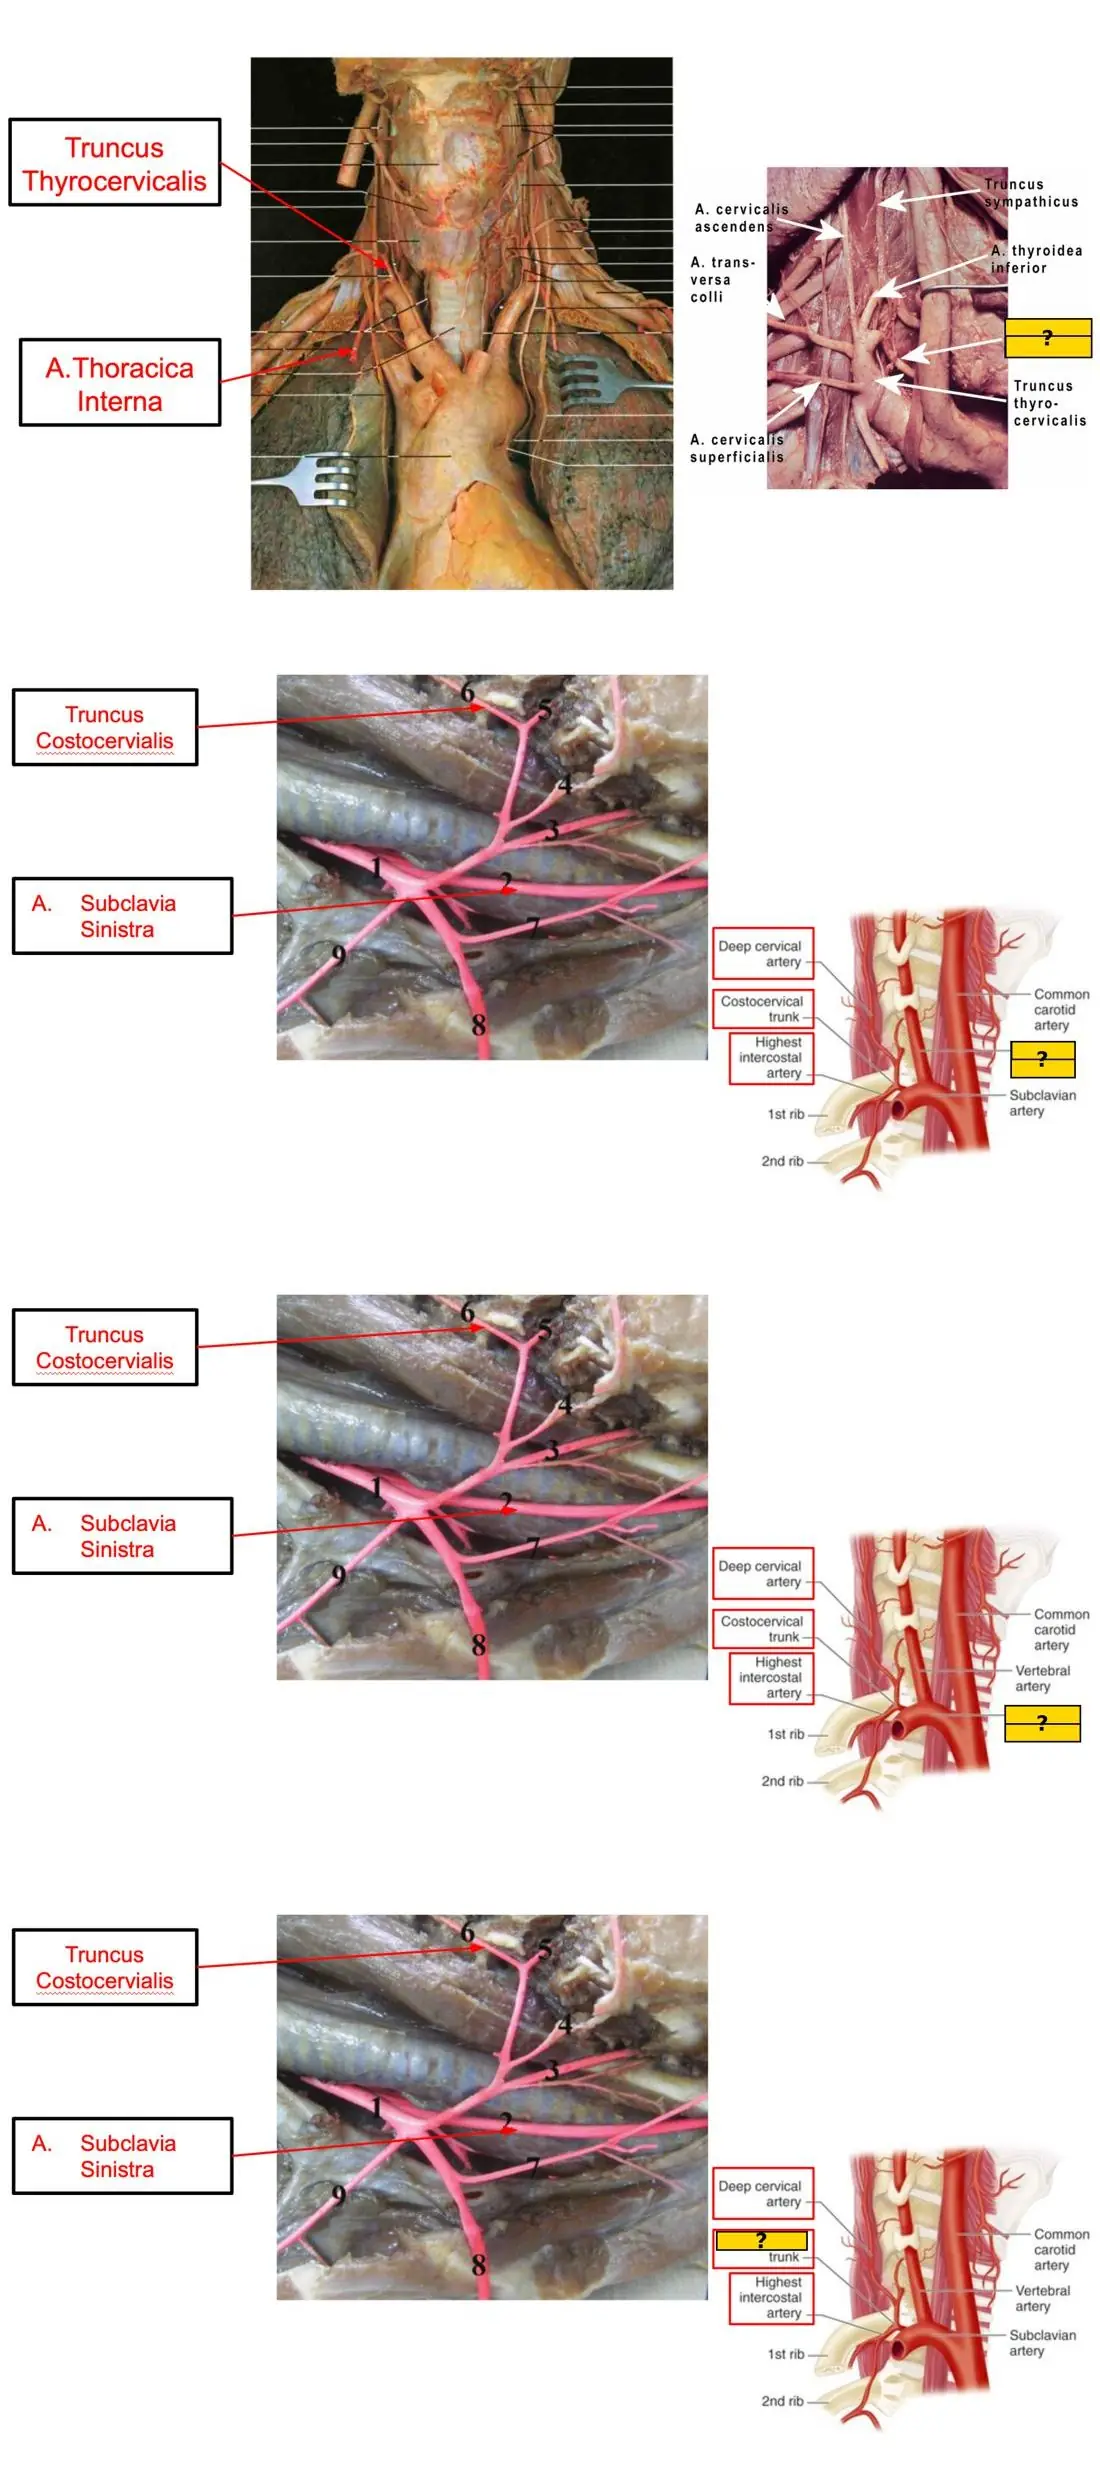 Truncus
Thyrocervicalis
A.Thoracica
Interna
A. cervicalis
ascendens
A. trans-
versa
colli
A. cervicalis
superficialis
Truncus
sympathicus
A. thyroidea
inferior
?
Truncus
thyro-
cervicalis
Truncus
Costocervialis
A. Subclavia
Sinistra
6
5
4
3
1
2
7
9
8
Deep cervical
artery
Costocervical
trunk
Highest
intercostal
artery
1st rib
2nd rib
Common
carotid
artery
?
Subclavian
artery
Truncus
Costocervialis
A. Subclavia
Sinistra
6
5
4
3
1
2
7
9
8
Deep cervical
artery
Costocervical
trunk
Highest
intercostal
artery
1st rib
2nd rib
Common
carotid
artery
Vertebral
artery
?
Truncus
Costocervialis
A. Subclavia
Sinistra
6
5
4
3
1
2
7
9
8
Deep cervical
artery
?
trunk
Highest
intercostal
artery
1st rib
2nd rib
Common
carotid
artery
Vertebral
artery
Subclavian
artery